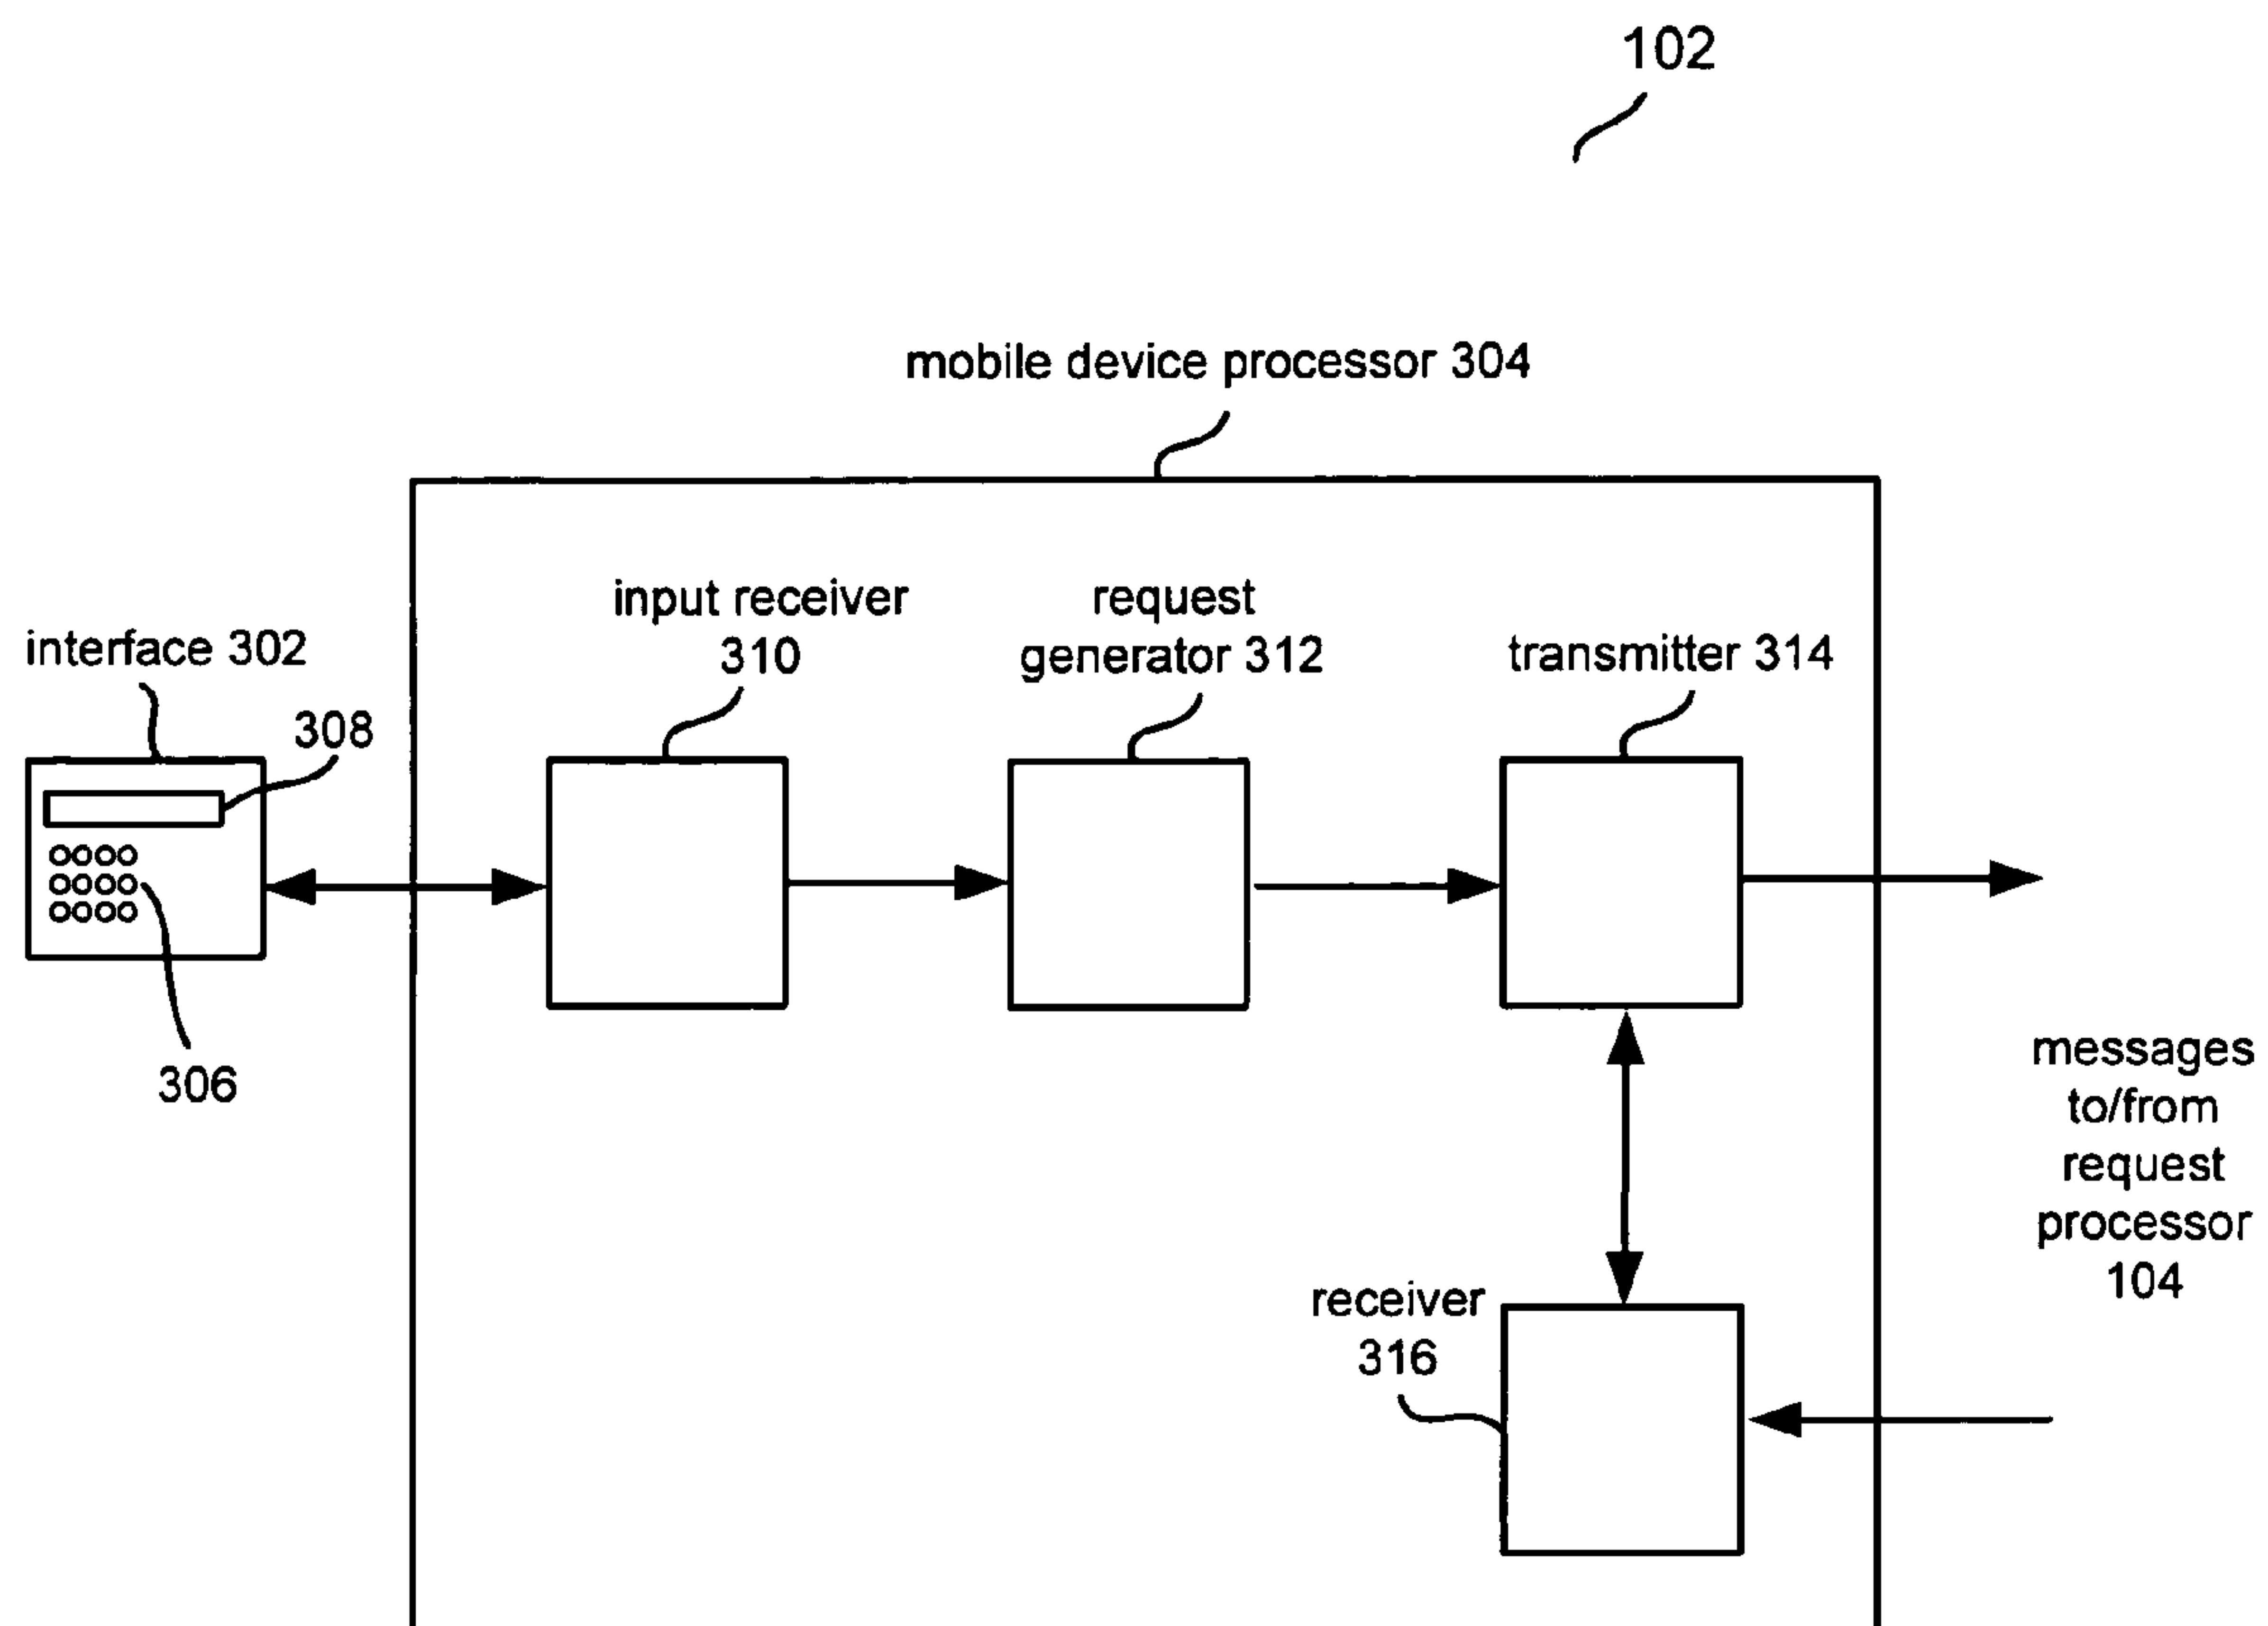 102
mobile device processor 304
input receiver
310
request
generator 312
transmitter 314
interface 302
308
306
messages
to/from
request
processor
104
receiver
316